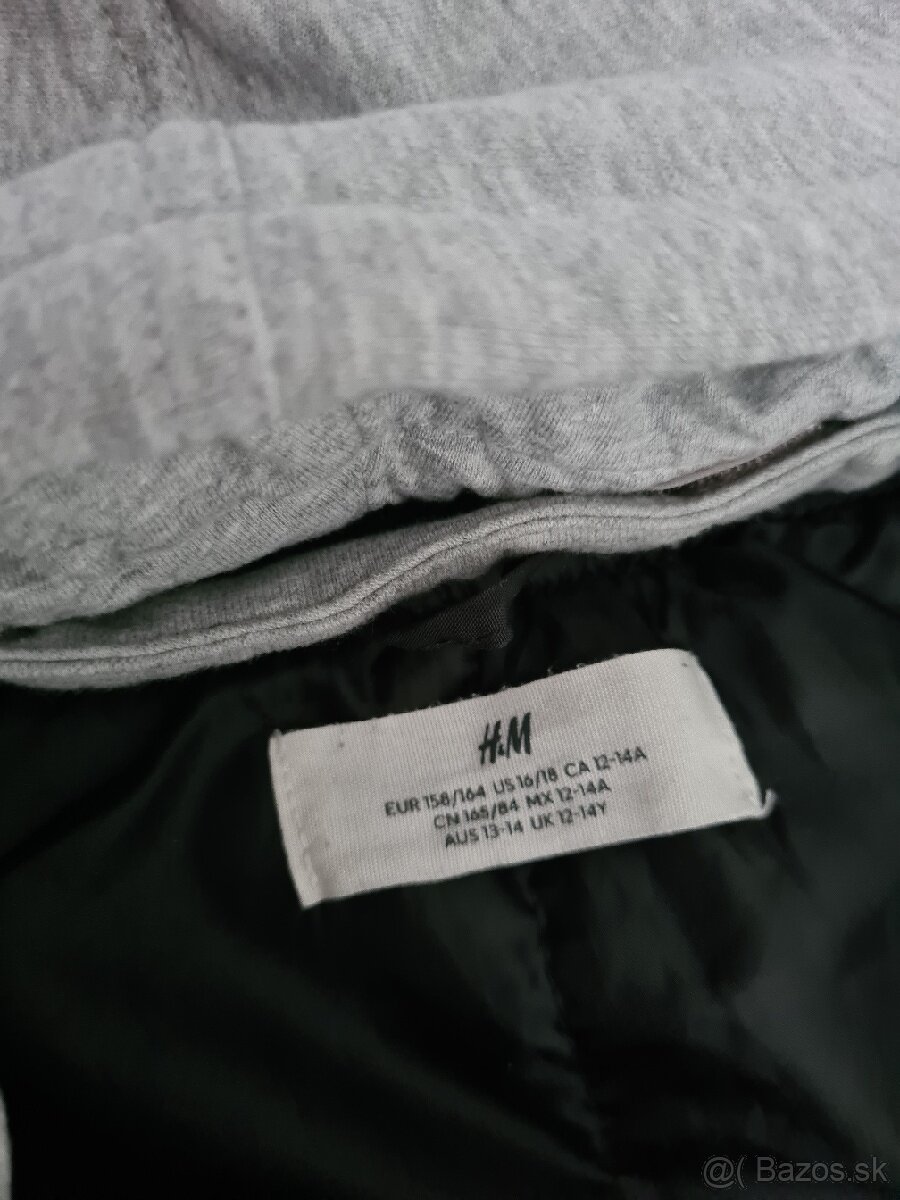 H&M
EUR 158/164 US 16/18 CA 12-14A
CN 165/84 MX 12-14A
AUS 13-14 UK 12-14Y
@( Bazos.sk